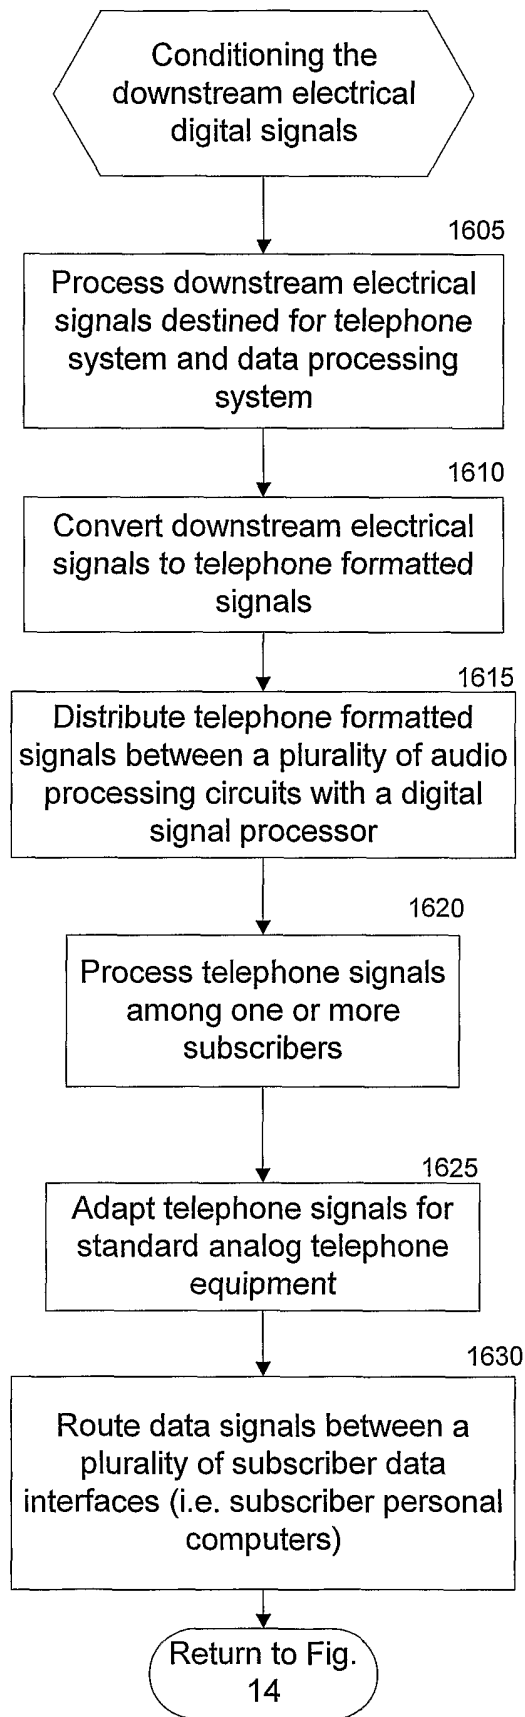 Conditioning the
downstream electrical
digital signals
1605
Process downstream electrical
signals destined for telephone
system and data processing
system
1610
Convert downstream electrical
signals to telephone formatted
signals
1615
Distribute telephone formatted
signals between a plurality of audio
processing circuits with a digital
signal processor
1620
Process telephone signals
among one or more
subscribers
1625
Adapt telephone signals for
standard analog telephone
equipment
1630
Route data signals between a
plurality of subscriber data
interfaces (i.e. subscriber personal
computers)
Return to Fig.
14